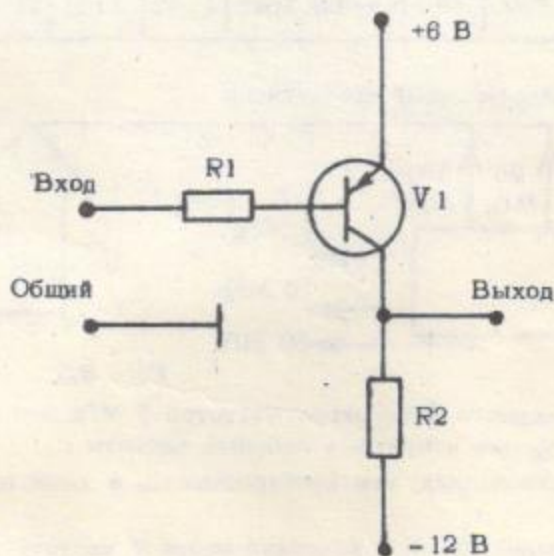 +6 В
R1
V1
Вход
Общий
Выход
R2
-12 В